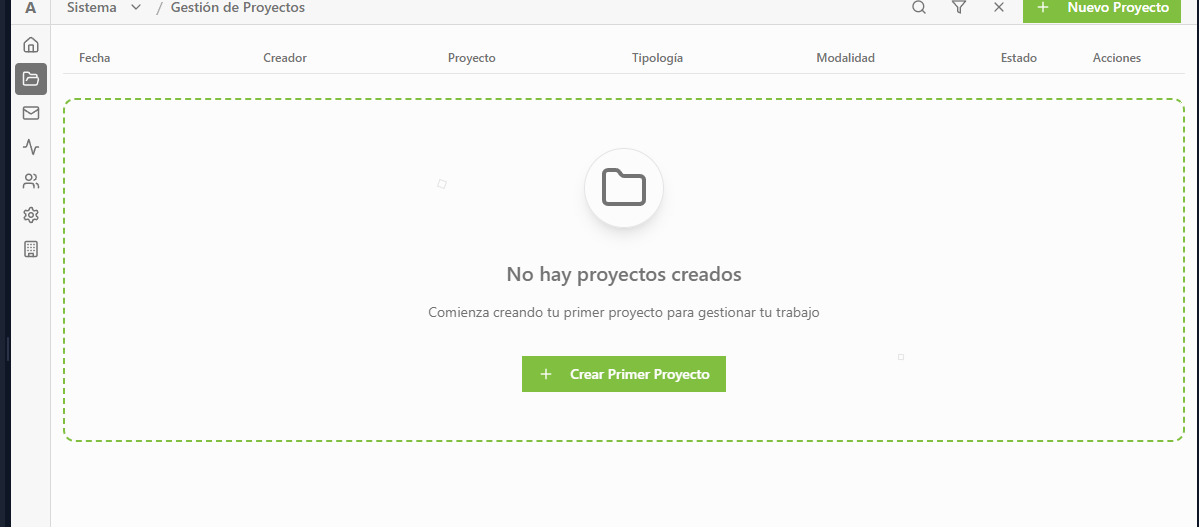 A Sistema / Gestión de Proyectos + Nuevo Proyecto
Fecha Creador Proyecto Tipología Modalidad Estado Acciones
No hay proyectos creados
Comienza creando tu primer proyecto para gestionar tu trabajo
+ Crear Primer Proyecto